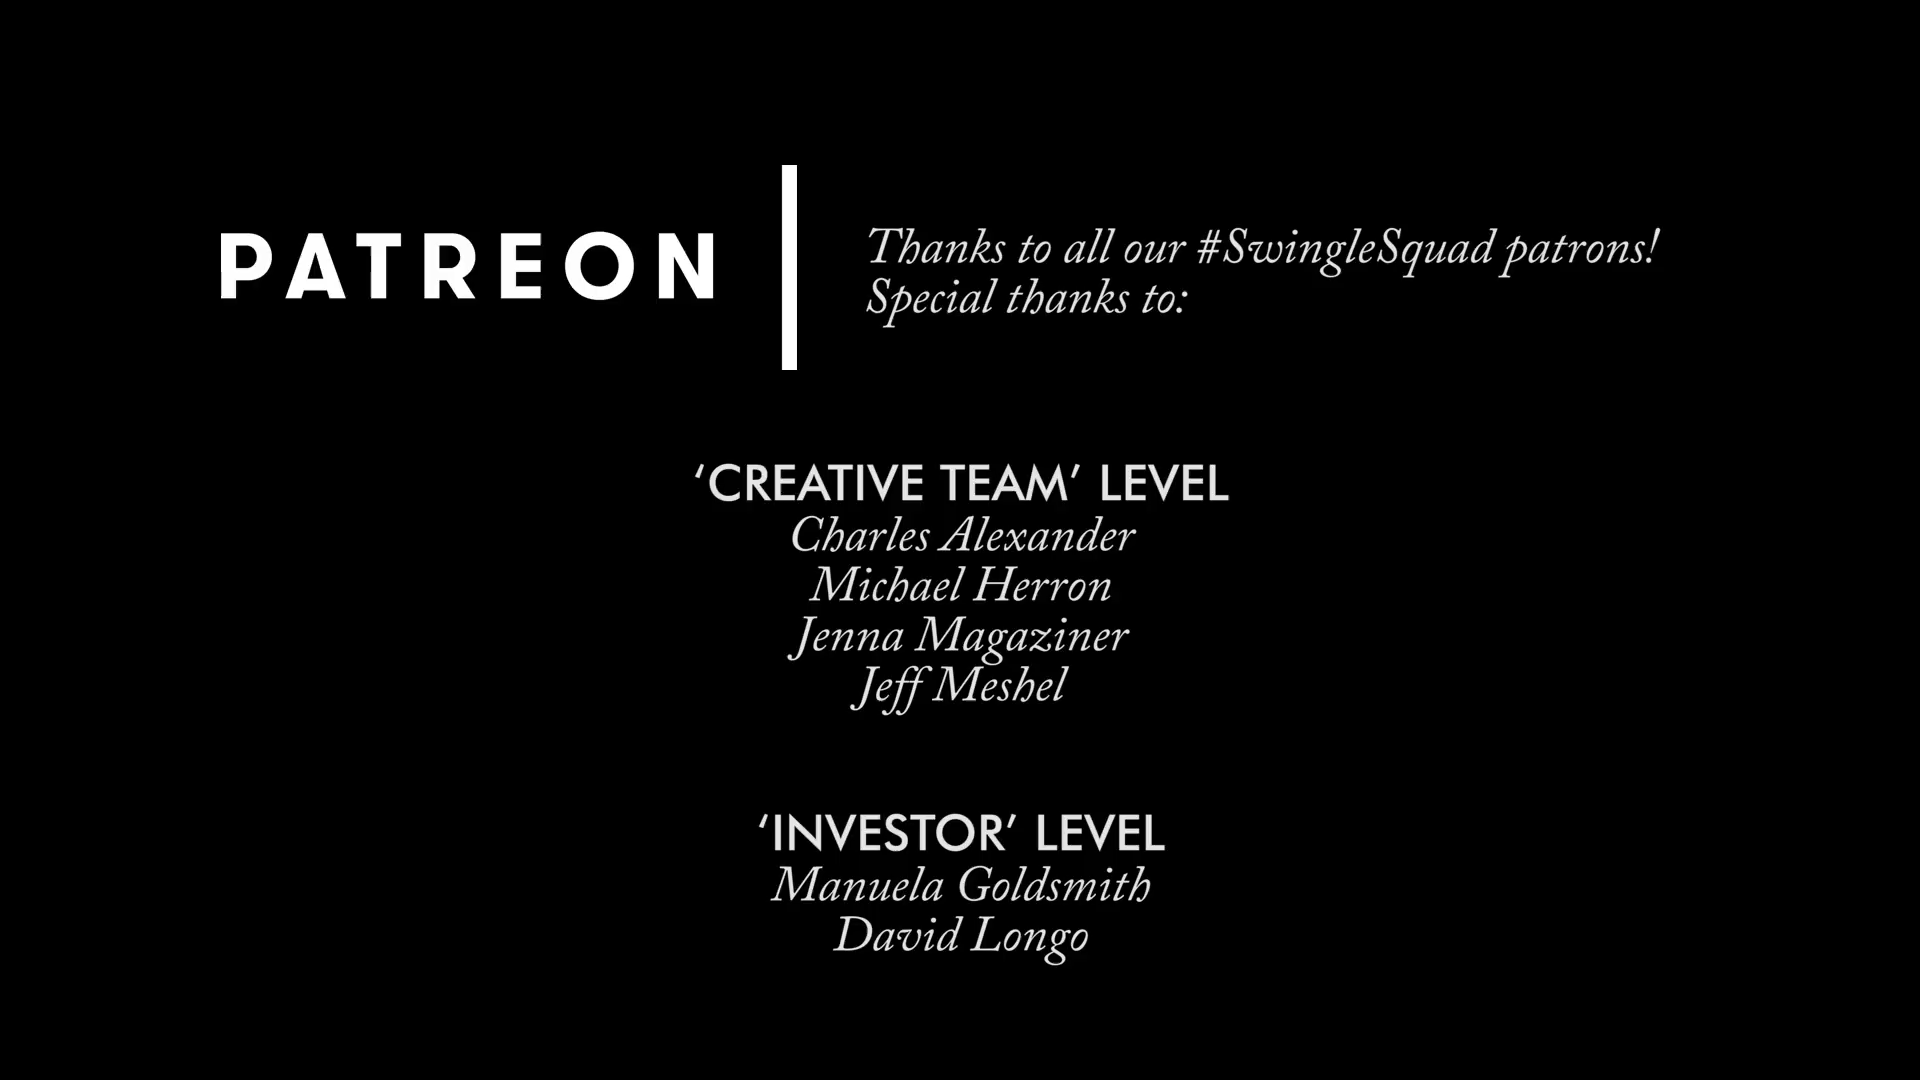 PATREON
Thanks to all our #SwingleSquad patrons!
Special thanks to:
‘CREATIVE TEAM’ LEVEL
Charles Alexander
Michael Herron
Jenna Magaziner
Jeff Meshel
‘INVESTOR’ LEVEL
Manuela Goldsmith
David Longo